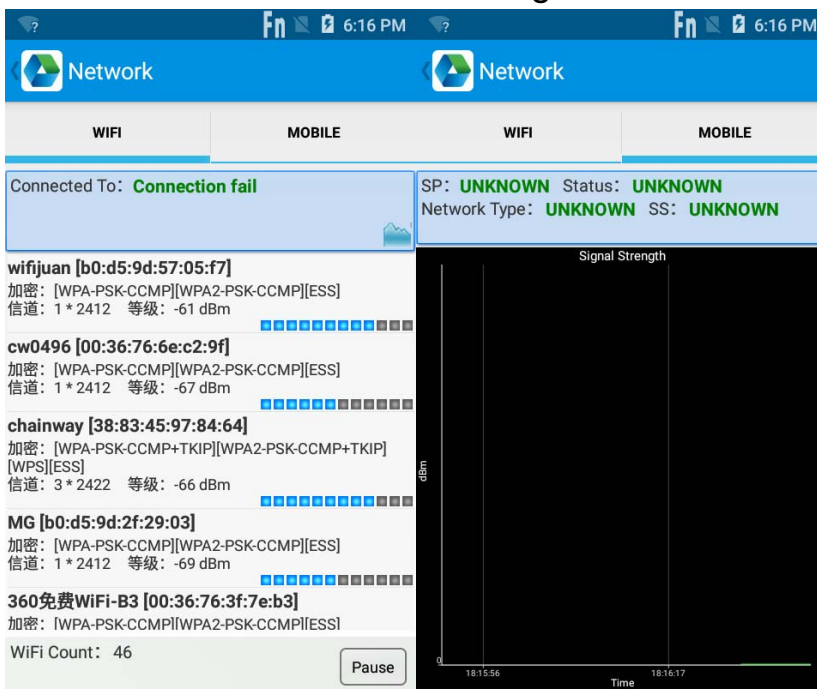 Fn 6:16 PM
Network
WIFI MOBILE
Connected To: Connection fail
wifijuan [b0:d5:9d:57:05:f7]
加密: [WPA-PSK-CCMP][WPA2-PSK-CCMP][ESS]
信道: 1 * 2412 等级: -61 dBm
cw0496 [00:36:76:6e:c2:9f]
加密: [WPA-PSK-CCMP][WPA2-PSK-CCMP][ESS]
信道: 1 * 2412 等级: -67 dBm
chainway [38:83:45:97:84:64]
加密: [WPA-PSK-CCMP+TKIP][WPA2-PSK-CCMP+TKIP]
[WPS][ESS]
信道: 3 * 2422 等级: -66 dBm
MG [b0:d5:9d:2f:29:03]
加密: [WPA-PSK-CCMP][WPA2-PSK-CCMP][ESS]
信道: 1 * 2412 等级: -69 dBm
360免费WiFi-B3 [00:36:76:3f:7e:b3]
加密: [WPA-PSK-CCMP][WPA2-PSK-CCMP][ESS]
WiFi Count: 46
Pause
Fn 6:16 PM
Network
WIFI MOBILE
SP: UNKNOWN Status: UNKNOWN
Network Type: UNKNOWN SS: UNKNOWN
Signal Strength
dBm
0
18:15:56 18:16:17
Time